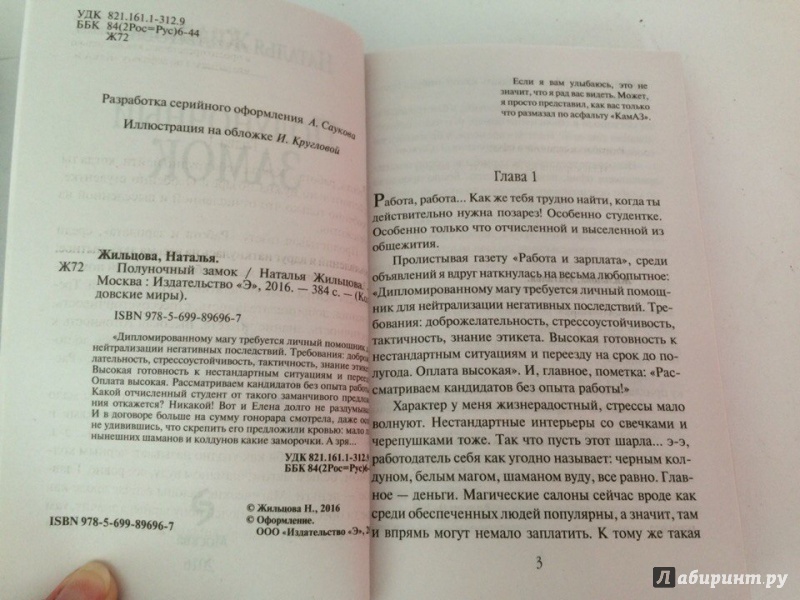 УДК 821.161.1-312.9
ББК 84(2Рос=Рус)6-44
Ж72
Разработка серийного оформления А. Саукова
Иллюстрация на обложке И. Кругловой
ЗАМОК
Жильцова, Наталья.
Ж72 Полуночный замок / Наталья Жильцова.
Москва : Издательство «Э», 2016. — 384 с. — (Ко
довские миры).
ISBN 978-5-699-89696-7
«Дипломированному магу требуется личный помощник
нейтрализации негативных последствий. Требования: добра
лательность, стрессоустойчивость, тактичность, знание этик
Высокая готовность к нестандартным ситуациям и перее
Оплата высокая. Рассматриваем кандидатов без опыта рабо
Какой отчисленный студент от такого заманчивого предло
откажется? Никакой! Вот и Елена долго не раздумыва
И в договоре больше на сумму гонорара смотрела, даже ос
не удивившись, что скрепить его предложили кровью: мало л
нынешних шаманов и колдунов какие заморочки. А зря...
УДК 821.161.1-312.9
ББК 84(2Рос=Рус)6-
© Жильцова Н., 2016
© Оформление.
ISBN 978-5-699-89696-7
ООО «Издательство «Э», 2
Если я вам улыбаюсь, это не
значит, что я рад вас видеть. Может,
я просто представил, как вас только
что размазал по асфальту «КамАЗ».
Глава 1
Работа, работа... Как же тебя трудно найти, когда ты
действительно нужна позарез! Особенно студентке.
Особенно только что отчисленной и выселенной из
общежития.
Пролистывая газету «Работа и зарплата», среди
объявлений я вдруг наткнулась на весьма любопытное:
«Дипломированному магу требуется личный помощ-
ник для нейтрализации негативных последствий. Тре-
бования: доброжелательность, стрессоустойчивость,
тактичность, знание этикета. Высокая готовность к
нестандартным ситуациям и переезду на срок до по-
лугода. Оплата высокая». И, главное, пометка: «Рас-
сматриваем кандидатов без опыта работы!»
Характер у меня жизнерадостный, стрессы мало
волнуют. Нестандартные интерьеры со свечками и
черепушками тоже. Так что пусть этот шарла... э-э,
работодатель себя как угодно называет: черным кол-
дуном, белым магом, шаманом вуду, все равно. Глав-
ное — деньги. Магические салоны сейчас вроде как
среди обеспеченных людей популярны, а значит, там
и впрямь могут немало заплатить. К тому же такая
3
Лабиринт.ру